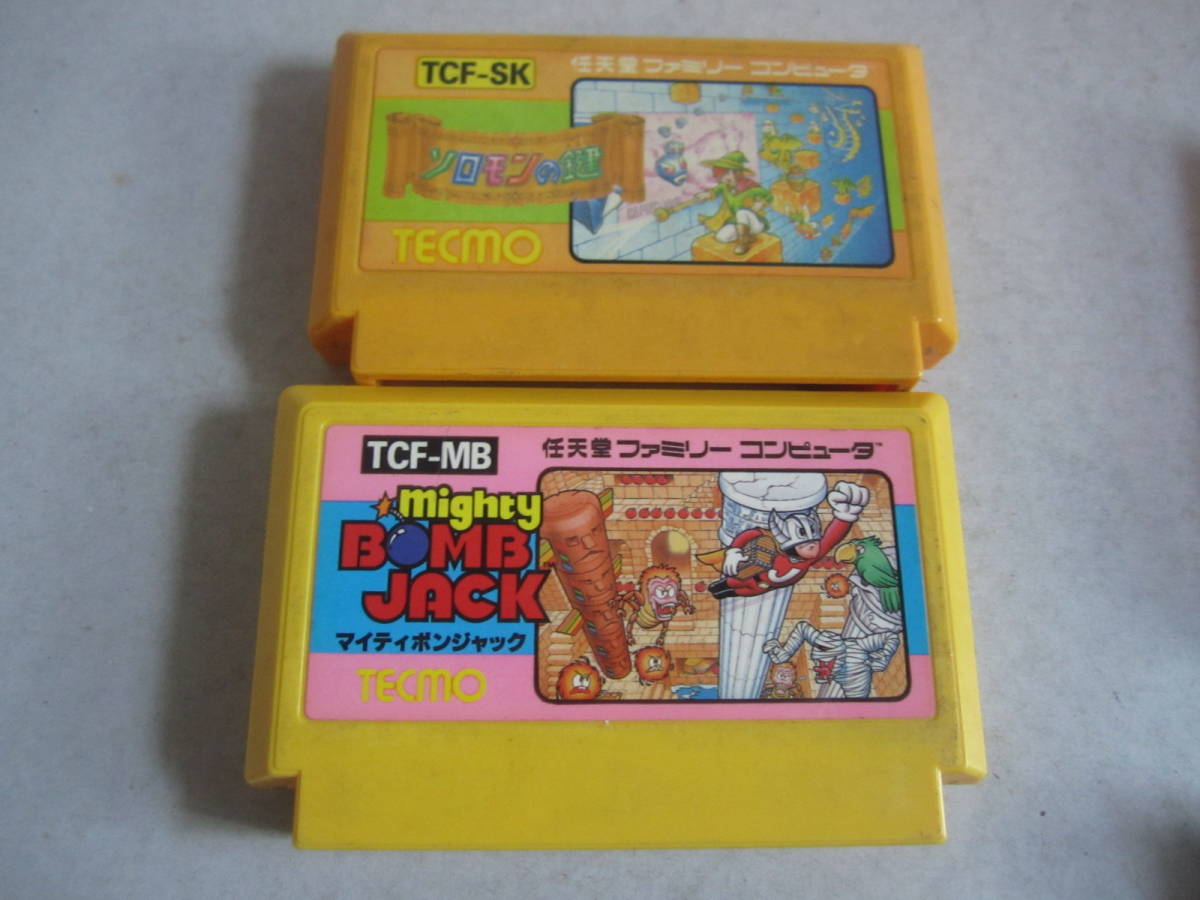 TCF-SK
任天堂 ファミリー コンピュータ
ソロモンの鍵
TECMO
TCF-MB
任天堂 ファミリー コンピュータ™
mighty
BOMB
JACK
マイティボンジャック
TECMO